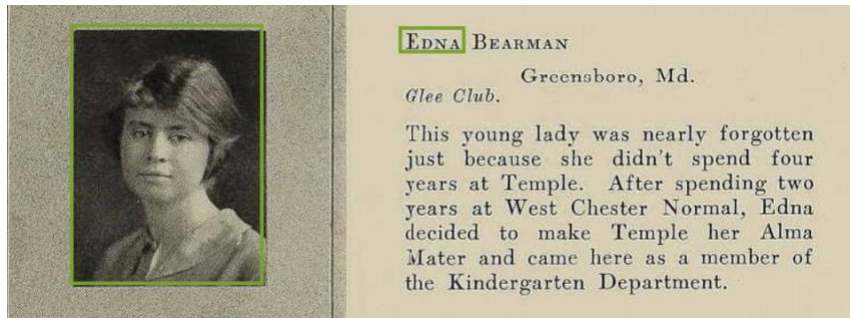 EDNA BEARMAN
Greensboro, Md.
Glee Club.
This young lady was nearly forgotten
just because she didn't spend four
years at Temple. After spending two
years at West Chester Normal, Edna
decided to make Temple her Alma
Mater and came here as a member of
the Kindergarten Department.